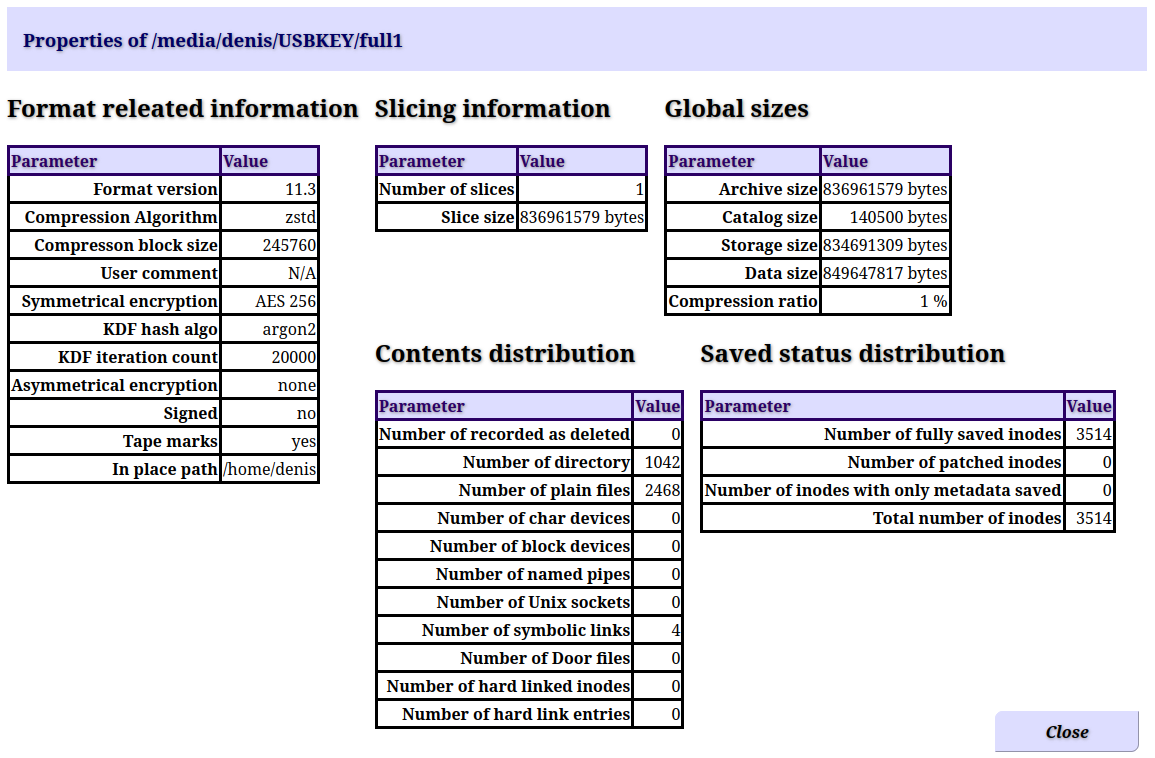 Properties of /media/denis/USBKEY/full1
Format releated information
Parameter Value
Format version 11.3
Compression Algorithm zstd
Compresson block size 245760
User comment N/A
Symmetrical encryption AES 256
KDF hash algo argon2
KDF iteration count 20000
Asymmetrical encryption none
Signed no
Tape marks yes
In place path /home/denis
Slicing information
Parameter Value
Number of slices 1
Slice size 836961579 bytes
Global sizes
Parameter Value
Archive size 836961579 bytes
Catalog size 140500 bytes
Storage size 834691309 bytes
Data size 849647817 bytes
Compression ratio 1 %
Contents distribution
Parameter Value
Number of recorded as deleted 0
Number of directory 1042
Number of plain files 2468
Number of char devices 0
Number of block devices 0
Number of named pipes 0
Number of Unix sockets 0
Number of symbolic links 4
Number of Door files 0
Number of hard linked inodes 0
Number of hard link entries 0
Saved status distribution
Parameter Value
Number of fully saved inodes 3514
Number of patched inodes 0
Number of inodes with only metadata saved 0
Total number of inodes 3514
Close